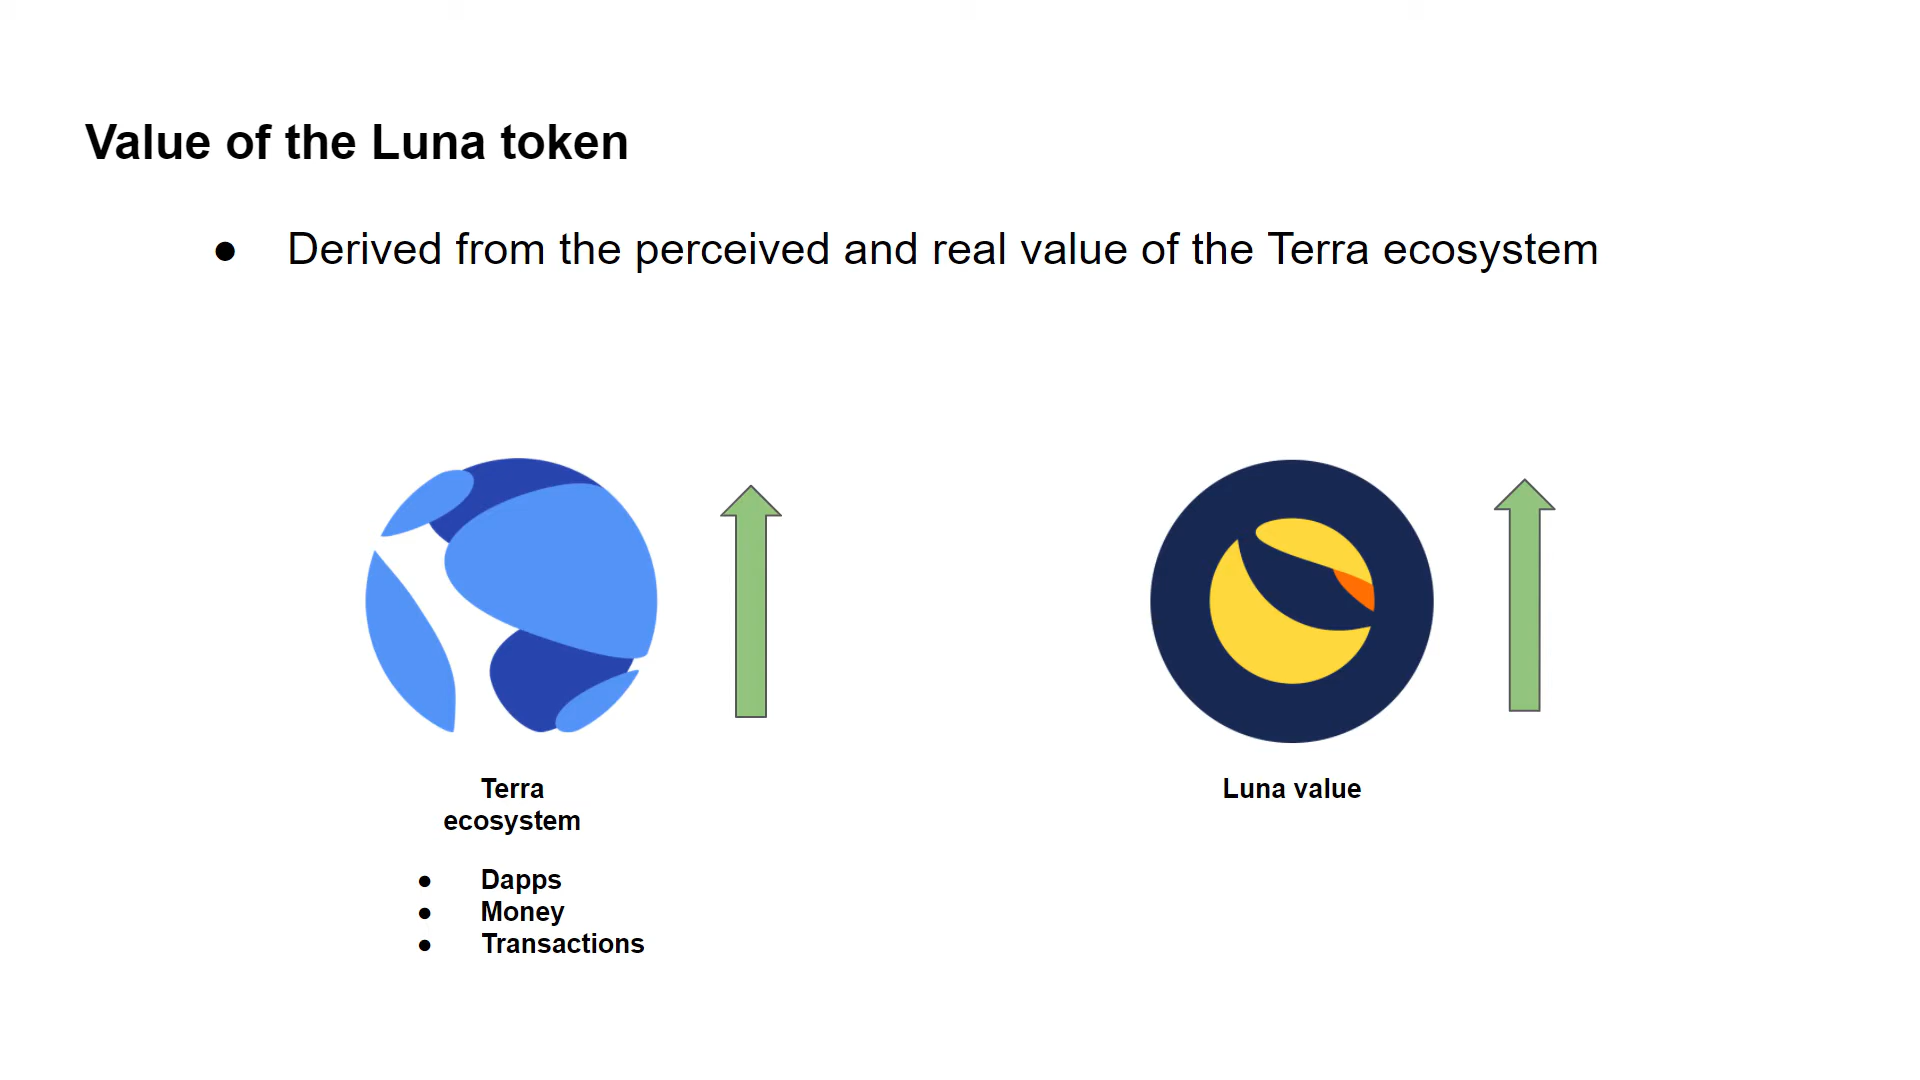 Value of the Luna token
● Derived from the perceived and real value of the Terra ecosystem
Terra
ecosystem
● Dapps
● Money
● Transactions
Luna value